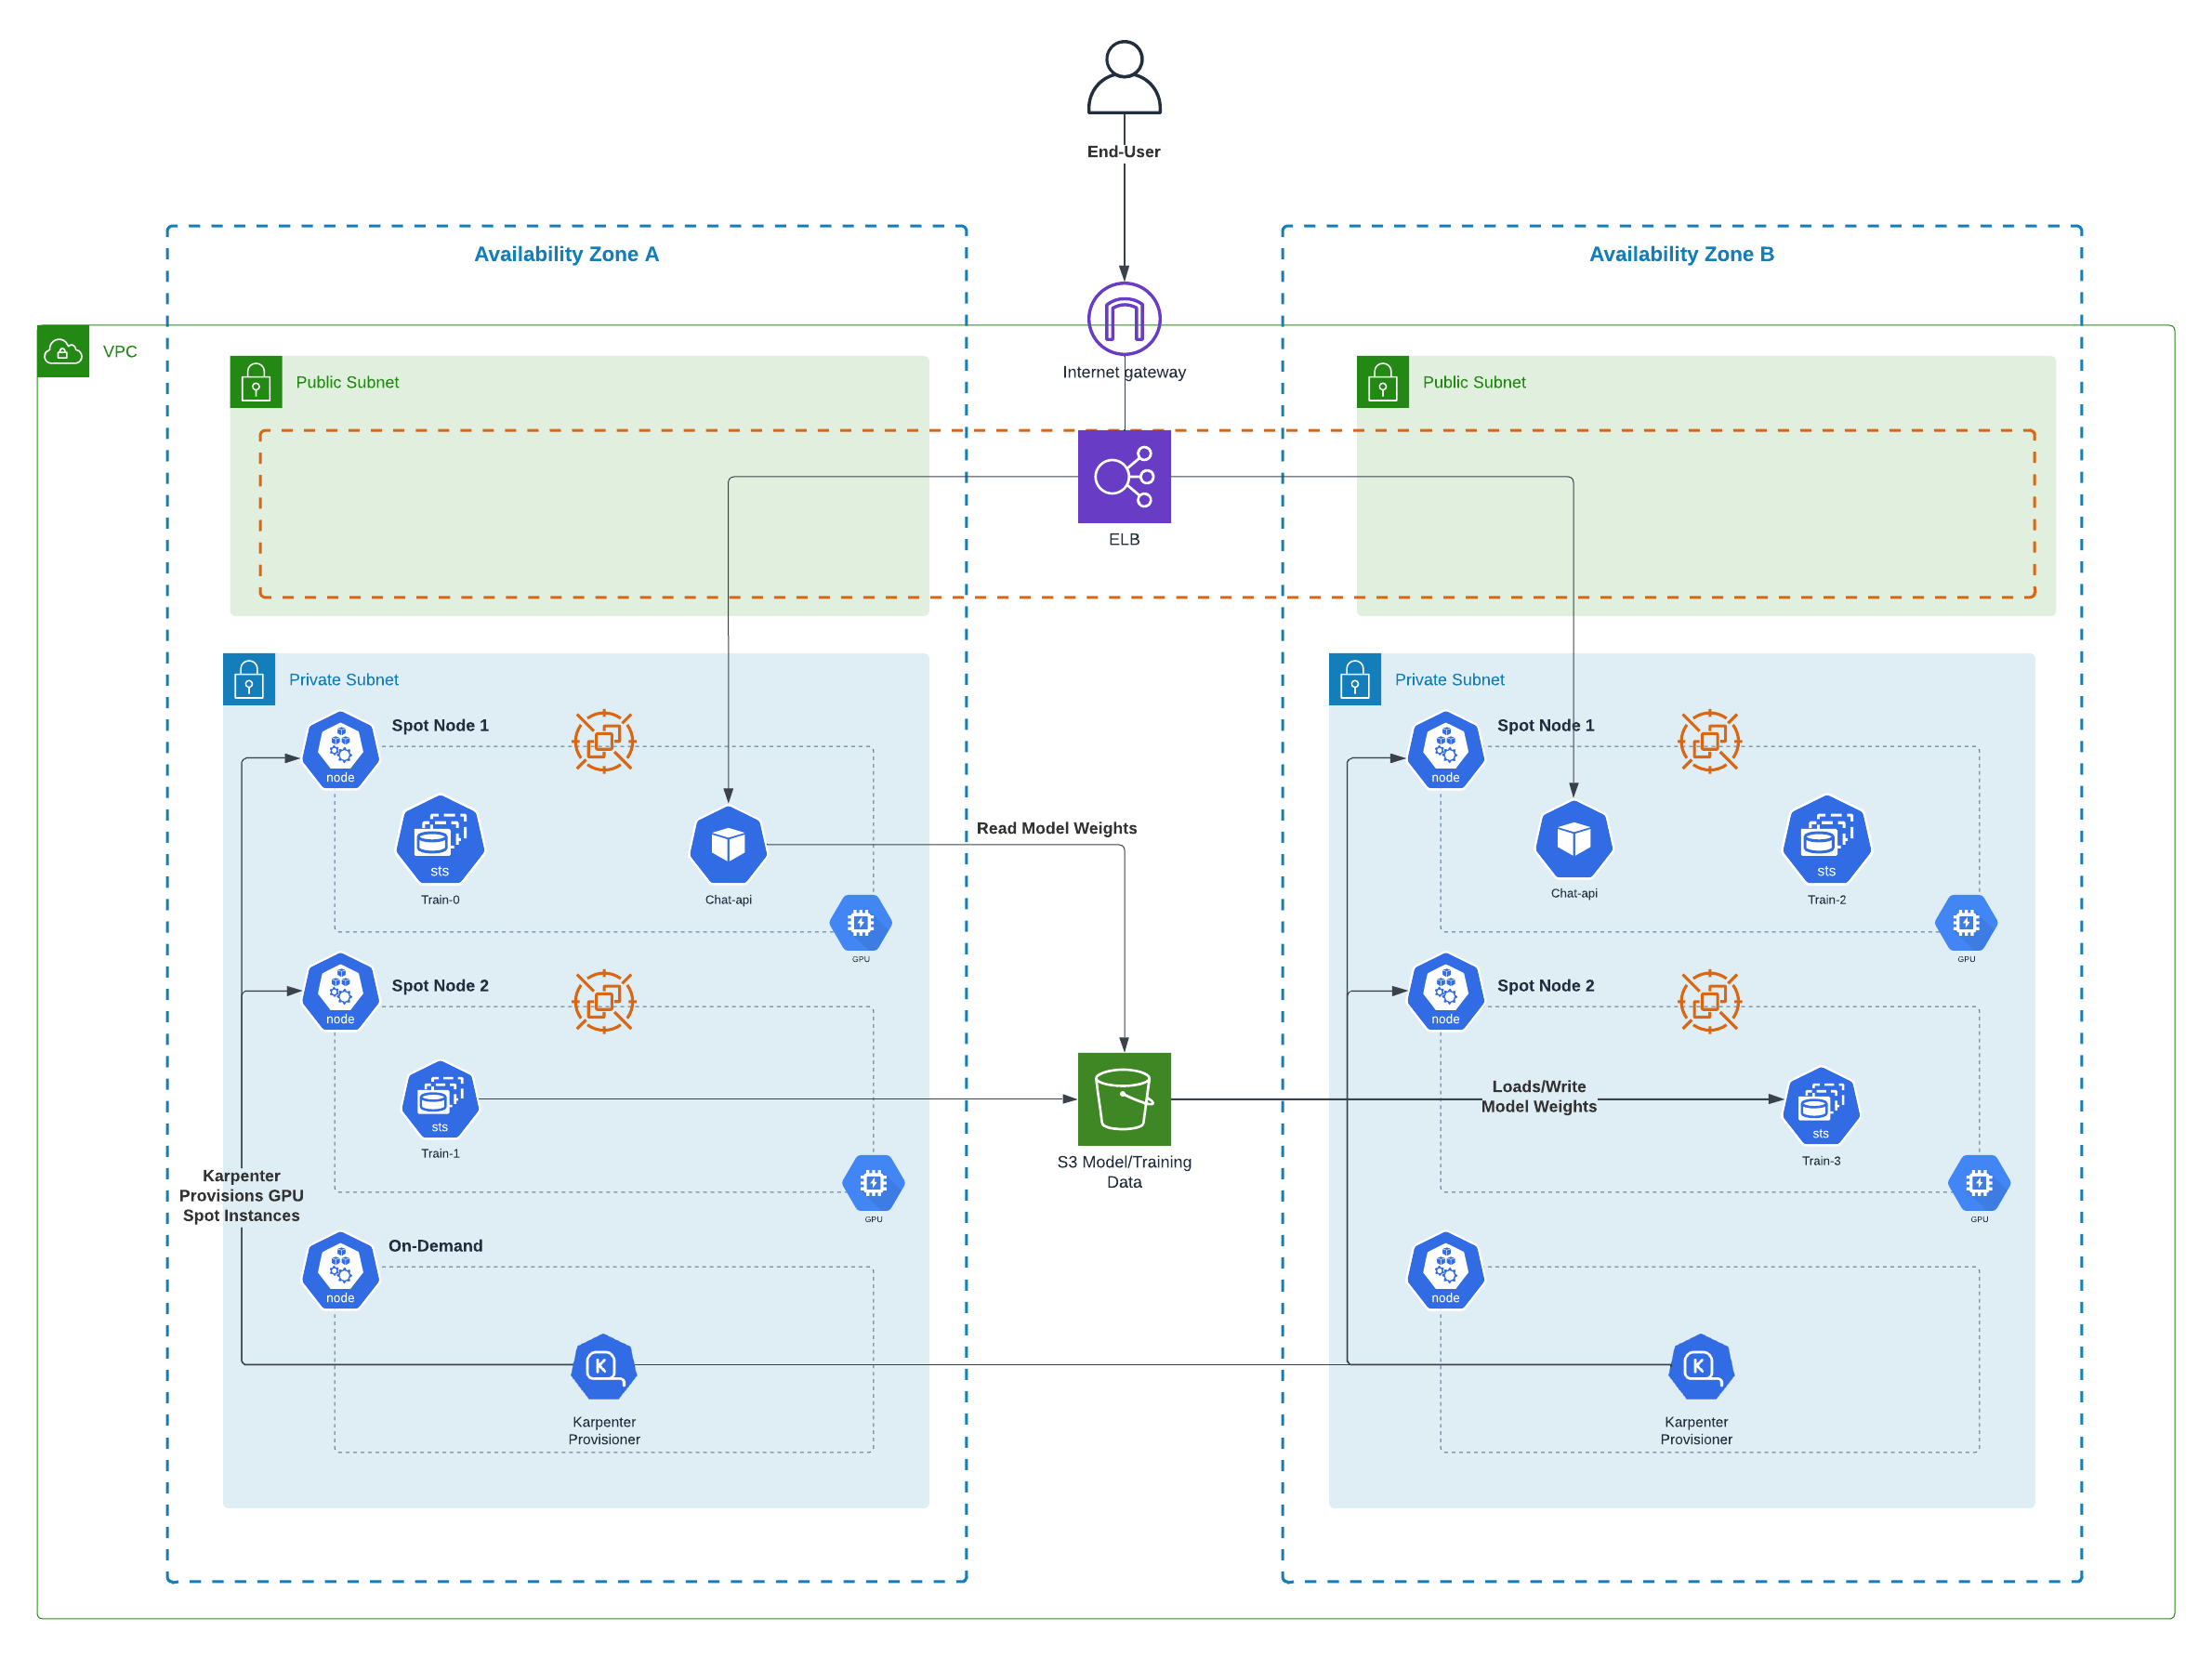 End-User
Availability Zone A
Availability Zone B
VPC
Internet gateway
Public Subnet
Public Subnet
ELB
Private Subnet
Private Subnet
Spot Node 1
node
sts
Train-0
Chat-api
GPU
Read Model Weights
Spot Node 1
node
Chat-api
sts
Train-2
GPU
Spot Node 2
node
sts
Train-1
GPU
S3 Model/Training
Data
Spot Node 2
node
Loads/Write
Model Weights
sts
Train-3
GPU
Karpenter
Provisions GPU
Spot Instances
On-Demand
node
K
Karpenter
Provisioner
node
K
Karpenter
Provisioner